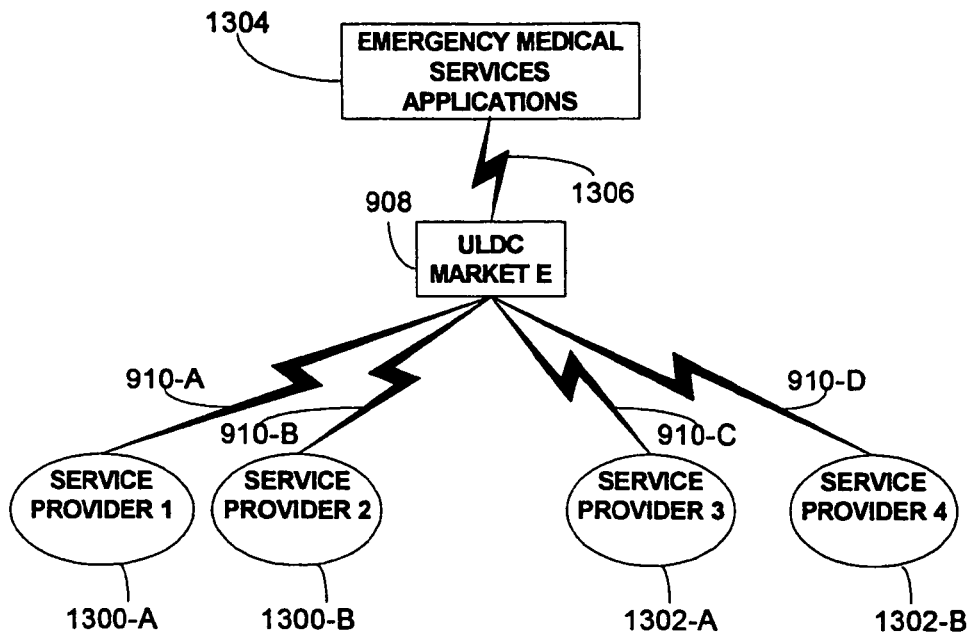 1304
EMERGENCY MEDICAL
SERVICES
APPLICATIONS
1306
908
ULDC
MARKET E
910-A
910-B
910-C
910-D
SERVICE
PROVIDER 1
SERVICE
PROVIDER 2
SERVICE
PROVIDER 3
SERVICE
PROVIDER 4
1300-A
1300-B
1302-A
1302-B